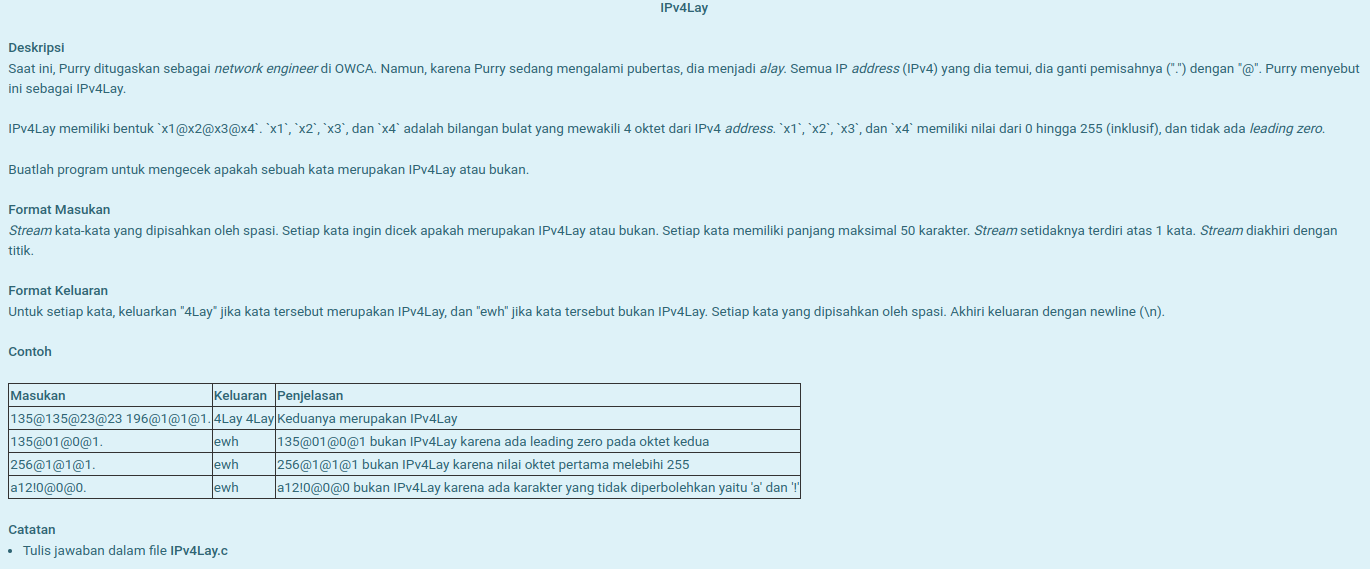 IPv4Lay
Deskripsi
Saat ini, Purry ditugaskan sebagai network engineer di OWCA. Namun, karena Purry sedang mengalami pubertas, dia menjadi alay. Semua IP address (IPv4) yang dia temui, dia ganti pemisahnya (".") dengan "@". Purry menyebut
ini sebagai IPv4Lay.
IPv4Lay memiliki bentuk `x1@x2@x3@x4`. `x1`, `x2`, `x3`, dan `x4` adalah bilangan bulat yang mewakili 4 oktet dari IPv4 address. `x1`, `x2`, `x3`, dan `x4` memiliki nilai dari 0 hingga 255 (inklusif), dan tidak ada leading zero.
Buatlah program untuk mengecek apakah sebuah kata merupakan IPv4Lay atau bukan.
Format Masukan
Stream kata-kata yang dipisahkan oleh spasi. Setiap kata ingin dicek apakah merupakan IPv4Lay atau bukan. Setiap kata memiliki panjang maksimal 50 karakter. Stream setidaknya terdiri atas 1 kata. Stream diakhiri dengan
titik.
Format Keluaran
Untuk setiap kata, keluarkan "4Lay" jika kata tersebut merupakan IPv4Lay, dan "ewh" jika kata tersebut bukan IPv4Lay. Setiap kata yang dipisahkan oleh spasi. Akhiri keluaran dengan newline (\n).
Contoh
Masukan Keluaran Penjelasan
135@135@23@23 196@1@1@1. 4Lay 4Lay Keduanya merupakan IPv4Lay
135@01@0@1. ewh 135@01@0@1 bukan IPv4Lay karena ada leading zero pada oktet kedua
256@1@1@1. ewh 256@1@1@1 bukan IPv4Lay karena nilai oktet pertama melebihi 255
a12!0@0@0. ewh a12!0@0@0 bukan IPv4Lay karena ada karakter yang tidak diperbolehkan yaitu 'a' dan '!'
Catatan
• Tulis jawaban dalam file IPv4Lay.c